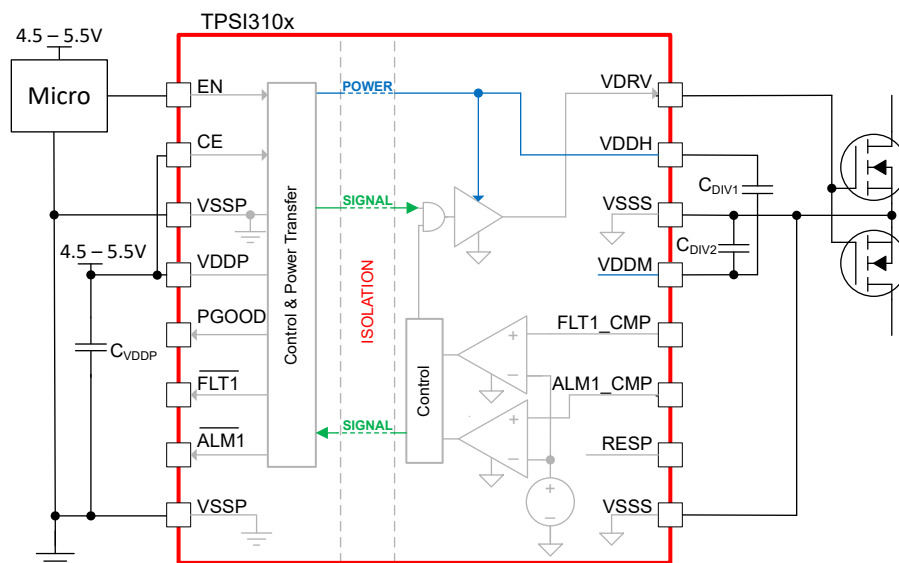 TPSI310x
4.5 – 5.5V
Micro
EN
CE
VSSP
4.5 – 5.5V
VDDP
PGOOD
CVDDP
FLT1
ALM1
VSSP
Control & Power Transfer
POWER
SIGNAL
ISOLATION
SIGNAL
Control
+
−
+
−
+
−
VDRV
VDDH
VSSS
VDDM
FLT1_CMP
ALM1_CMP
RESP
VSSS
CDIV1
CDIV2